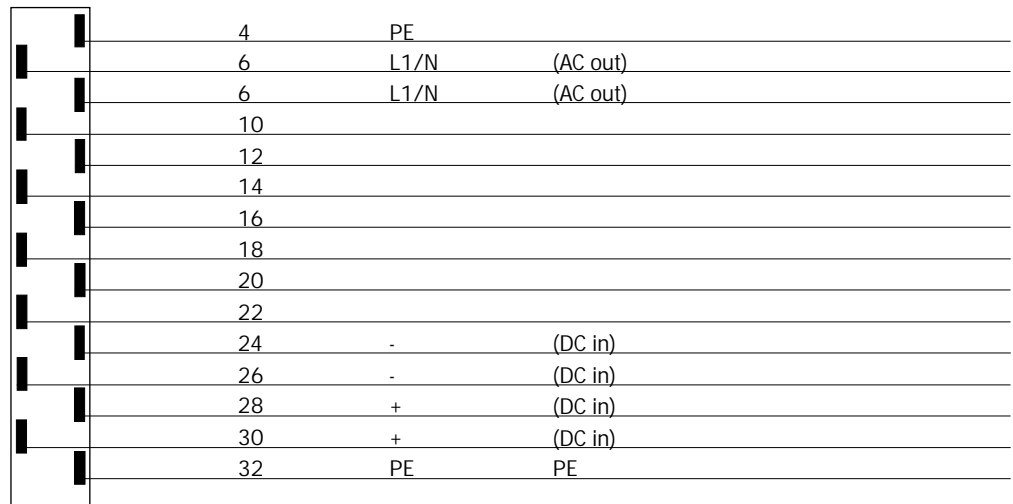 4 PE
6 L1/N (AC out)
6 L1/N (AC out)
10
12
14
16
18
20
22
24 - (DC in)
26 - (DC in)
28 + (DC in)
30 + (DC in)
32 PE PE